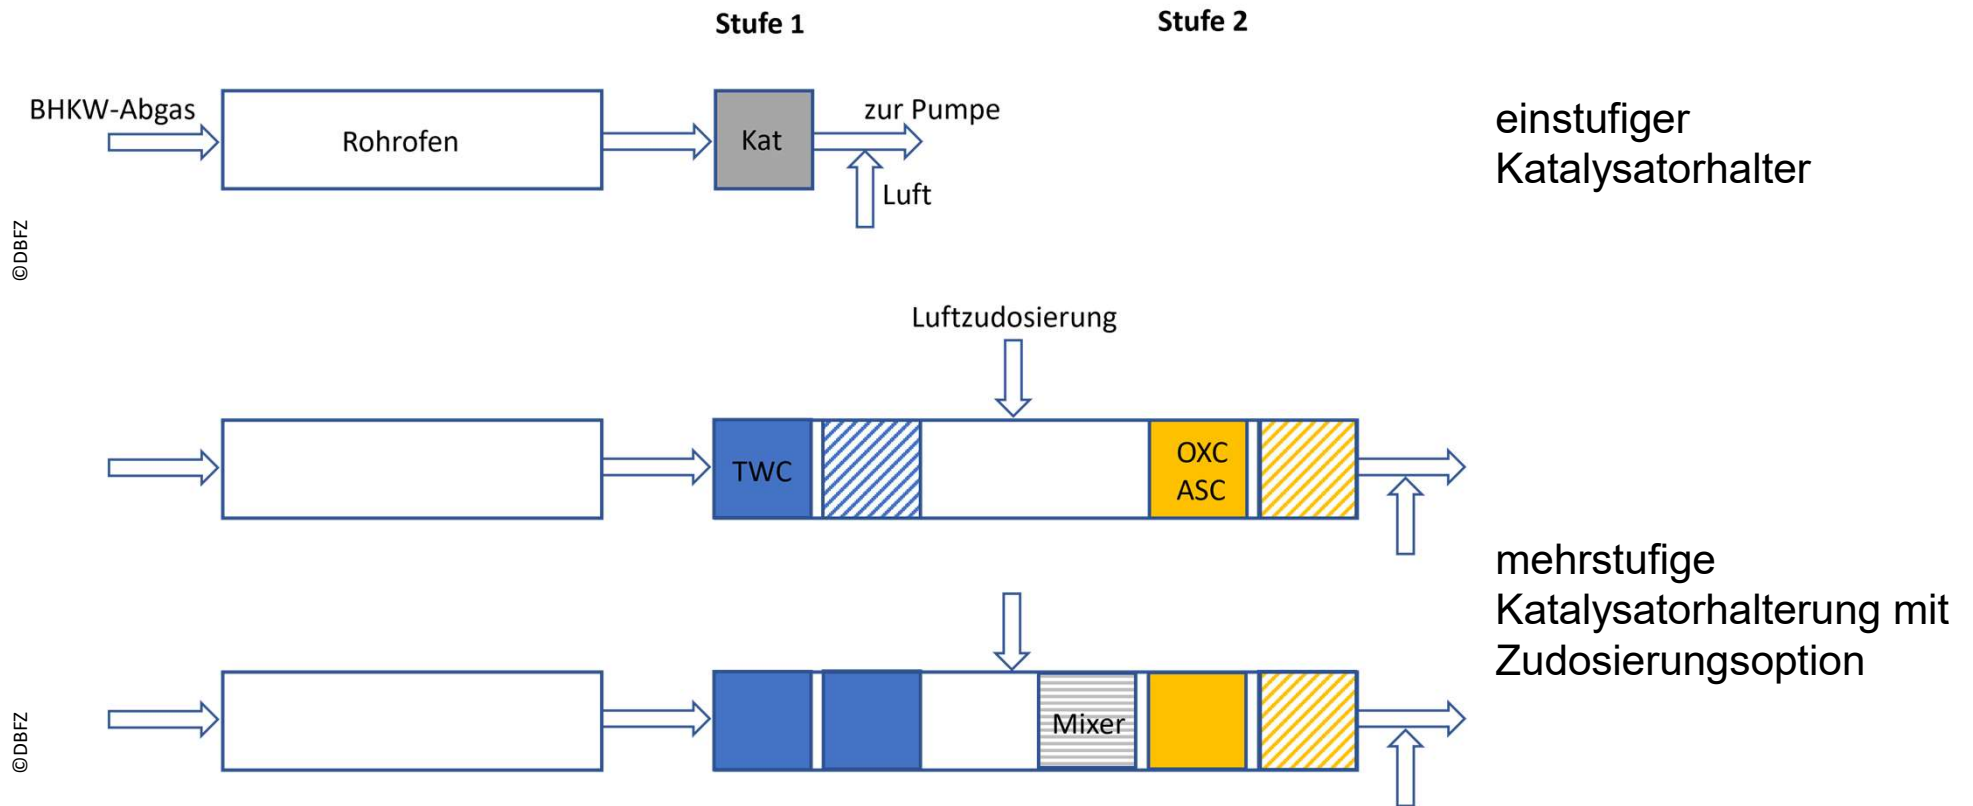 Stufe 1
Stufe 2
BHKW-Abgas
Rohrofen
Kat
zur Pumpe
Luft
einstufiger
Katalysatorhalter
©DBFZ
Luftzudosierung
TWC
OXC
ASC
mehrstufige
Katalysatorhalterung mit
Zudosierungsoption
Mixer
©DBFZ